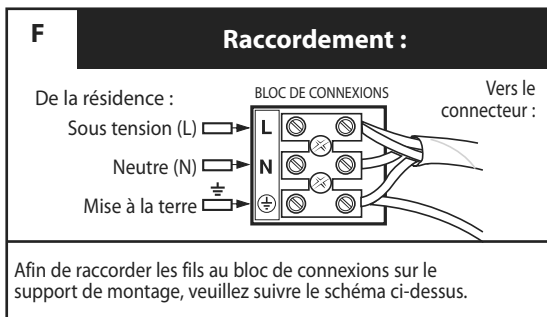 F
Raccordement :
De la résidence :
BLOC DE CONNEXIONS
Vers le
connecteur :
Sous tension (L)
L
Neutre (N)
N
Mise à la terre
Afin de raccorder les fils au bloc de connexions sur le
support de montage, veuillez suivre le schéma ci-dessus.